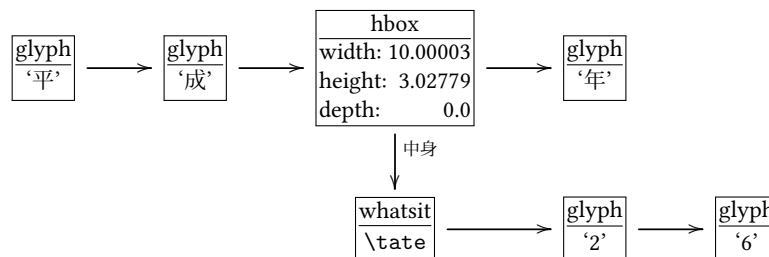 glyph
‘平’
glyph
‘成’
hbox
width: 10.00003
height: 3.02779
depth: 0.0
glyph
‘年’
中身
whatsit
\tate
glyph
‘2’
glyph
‘6’